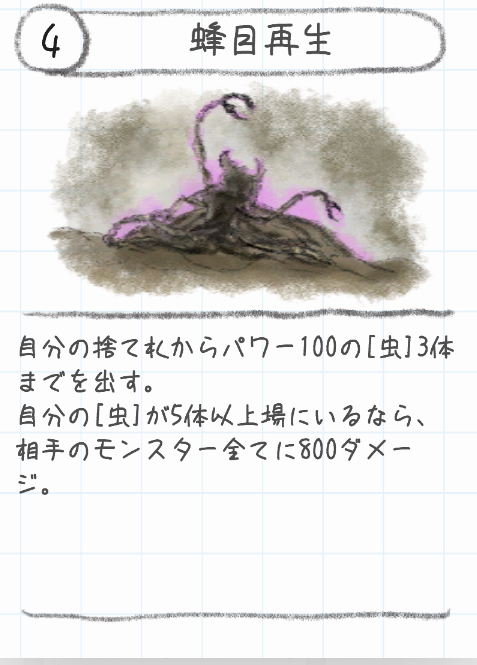 4
蜂目再生
自分の捨て札からパワー100の[虫]3体
までを出す。
自分の[虫]が5体以上場にいるなら、
相手のモンスター全てに800ダメー
ジ。